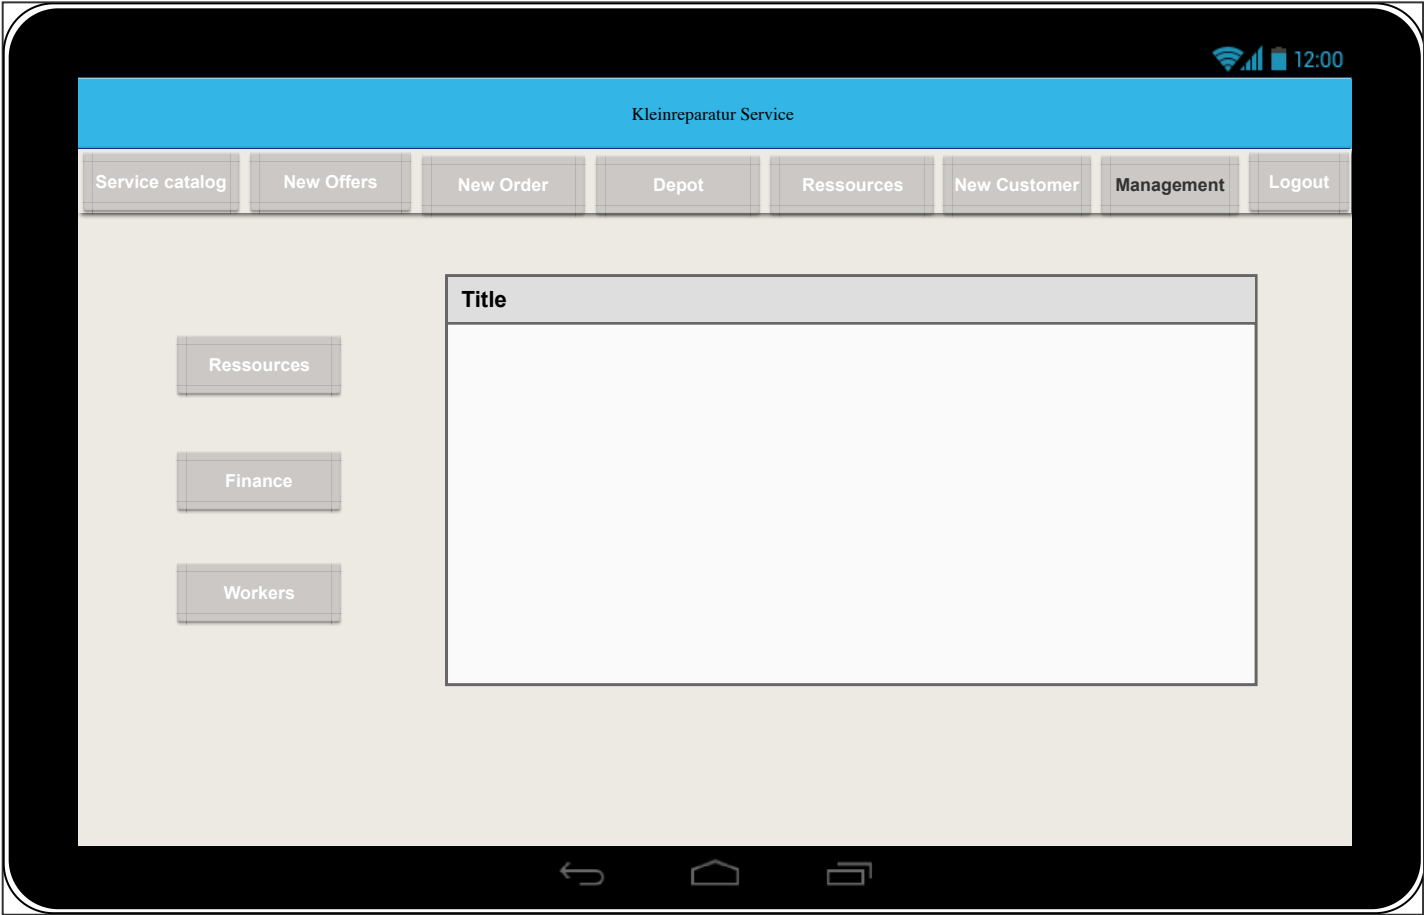 12:00
Kleinreparatur Service
Service catalog
New Offers
New Order
Depot
Ressources
New Customer
Management
Logout
Title
Ressources
Finance
Workers